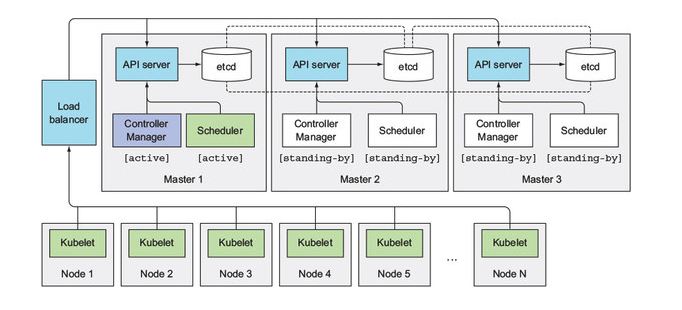 API server
etcd
Controller
Manager
Scheduler
[active]
[active]
Master 1
API server
etcd
Controller
Manager
Scheduler
[standing-by]
[standing-by]
Master 2
API server
etcd
Controller
Manager
Scheduler
[standing-by]
[standing-by]
Master 3
Load
balancer
Kubelet
Node 1
Kubelet
Node 2
Kubelet
Node 3
Kubelet
Node 4
Kubelet
Node 5
...
Kubelet
Node N